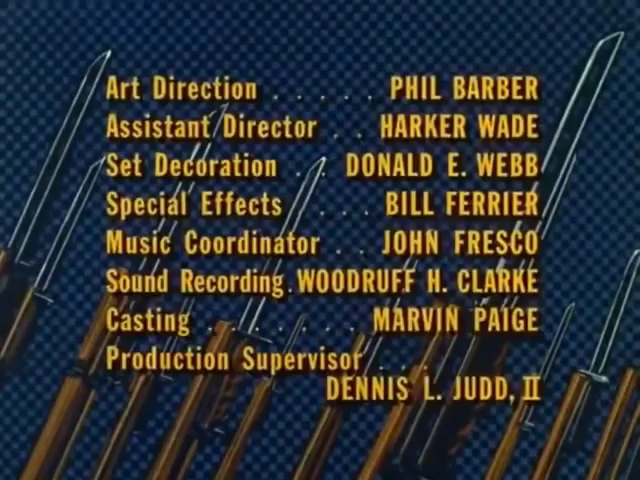 Art Direction . . . . . PHIL BARBER
Assistant Director . . HARKER WADE
Set Decoration . . DONALD E. WEBB
Special Effects . . . BILL FERRIER
Music Coordinator . . JOHN FRESCO
Sound Recording . WOODRUFF H. CLARKE
Casting . . . . . . . MARVIN PAIGE
Production Supervisor . . .
DENNIS L. JUDD, II